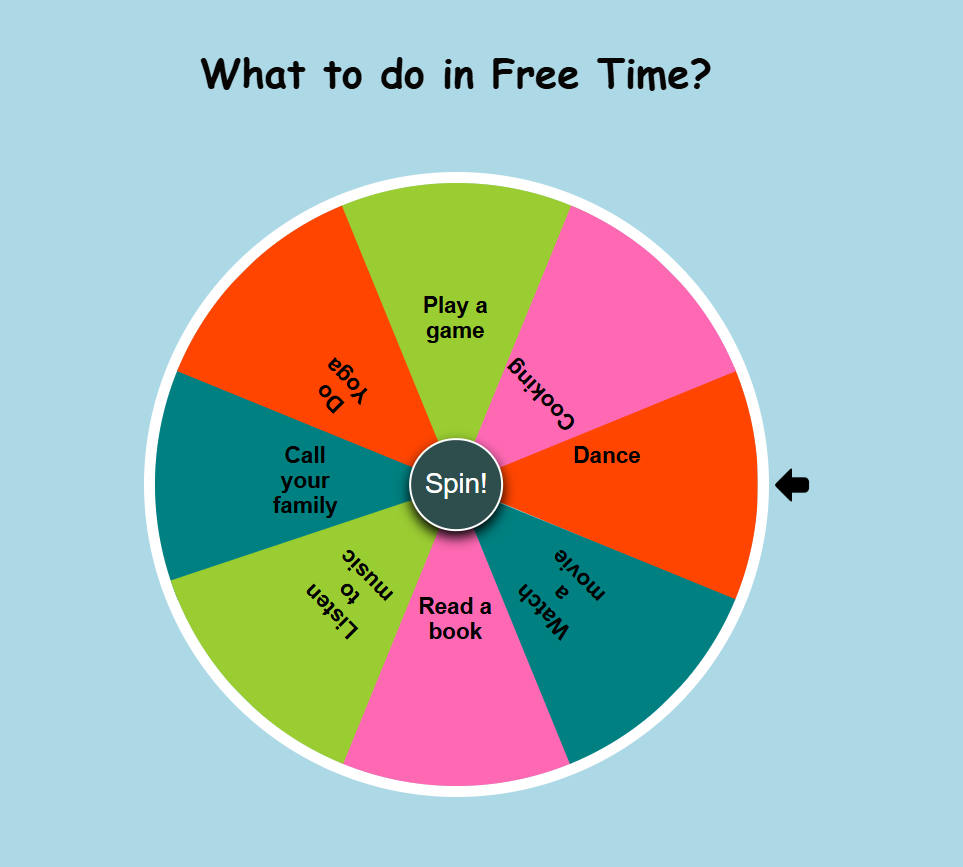 What to do in Free Time?
Play a
game
Cooking
Dance
Watch
a
movie
Read a
book
Listen
to
music
Call
your
family
Do
Yoga
Spin!